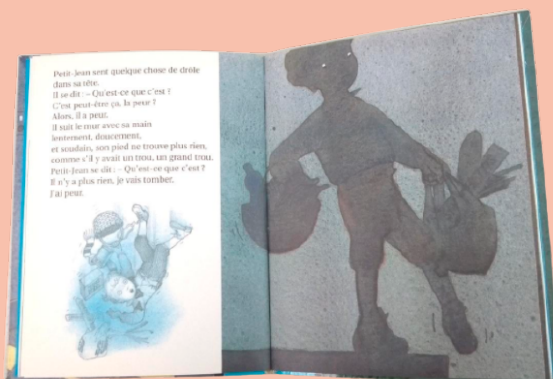 Petit-Jean sent quelque chose de drôle
dans sa tête.
Il se dit : – Qu'est-ce que c'est !
C'est peut-être ça, la peur ?
Alors, il a peur.
Il suit le mur avec sa main
lentement, doucement,
et soudain, son pied ne trouve plus rien,
comme s'il y avait un trou, un grand trou.
Petit-Jean se dit : – Qu'est-ce que c'est ?
Il n'y a plus rien, je vais tomber.
J'ai peur.